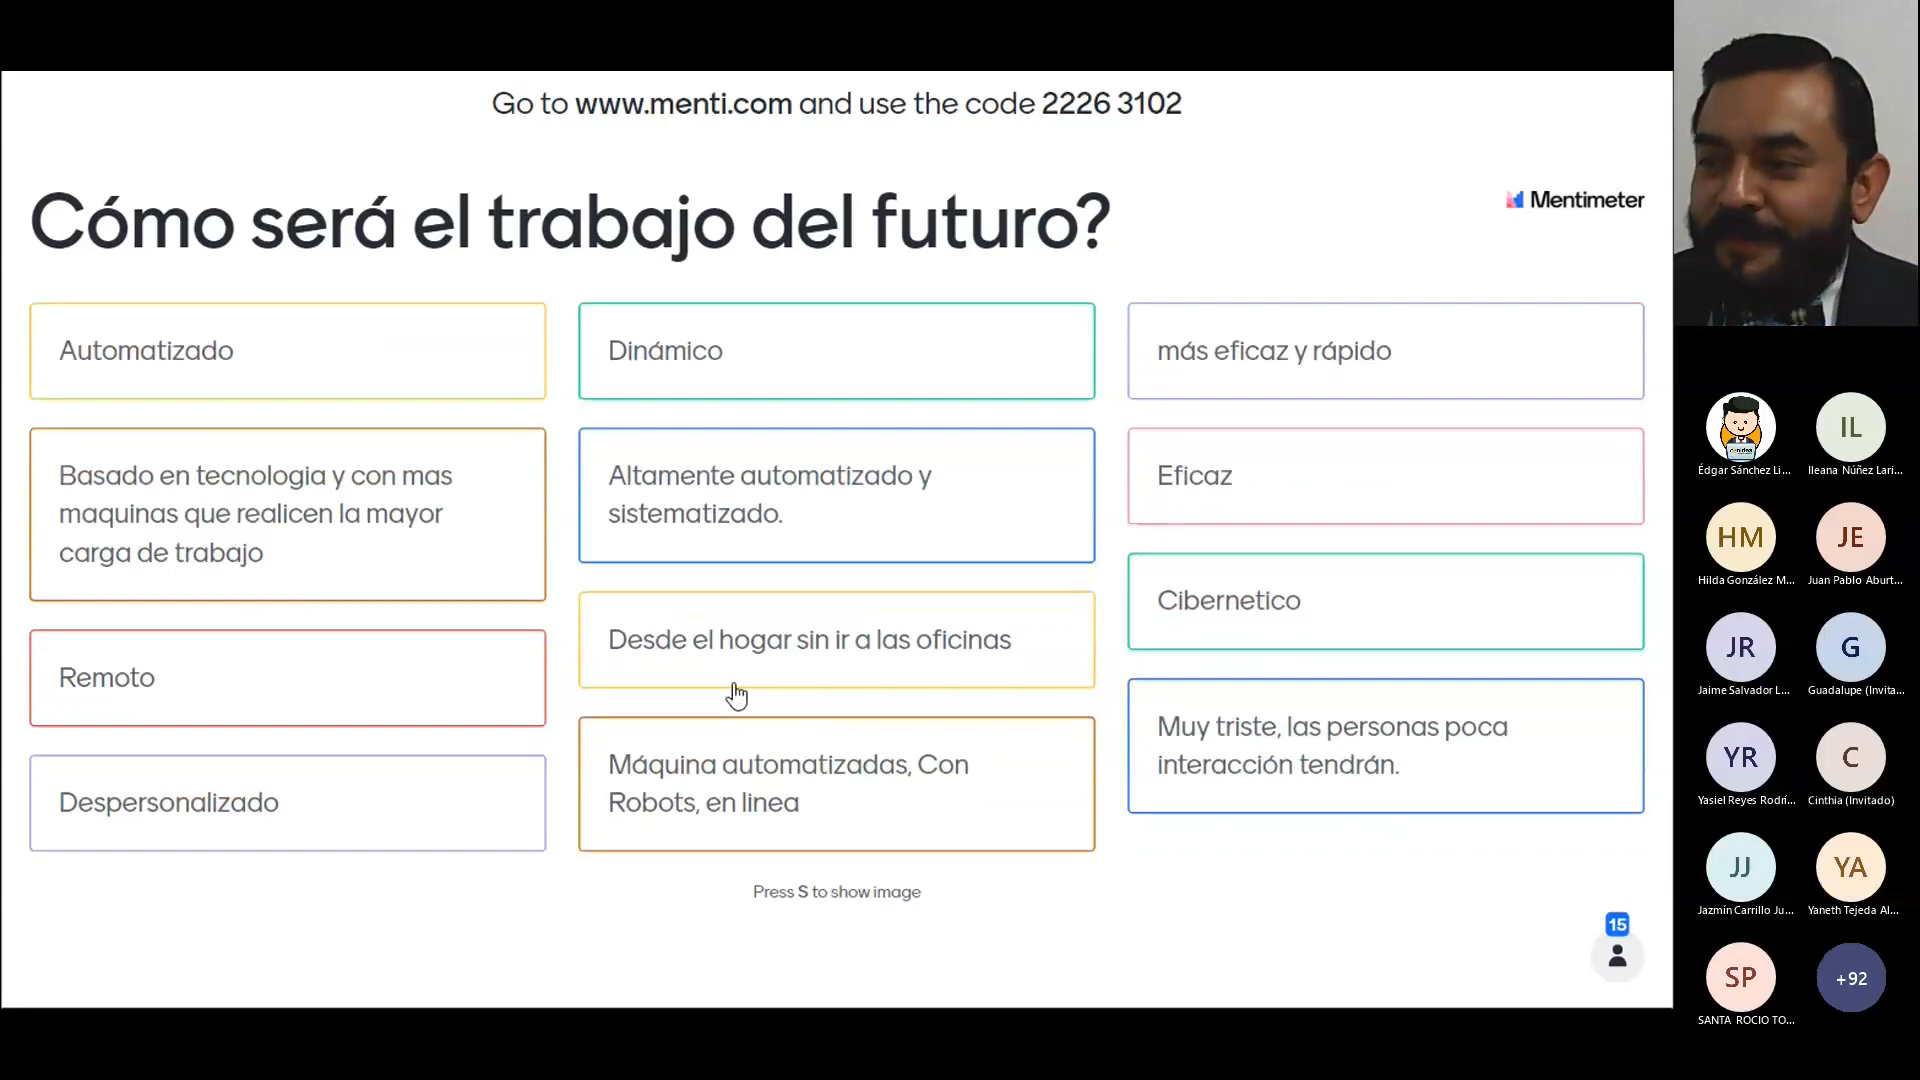 Go to www.menti.com and use the code 2226 3102
Cómo será el trabajo del futuro?
Mentimeter
Automatizado
Basado en tecnologia y con mas
maquinas que realicen la mayor
carga de trabajo
Remoto
Despersonalizado
Dinámico
Altamente automatizado y
sistematizado.
Desde el hogar sin ir a las oficinas
Máquina automatizadas, Con
Robots, en linea
más eficaz y rápido
Eficaz
Cibernetico
Muy triste, las personas poca
interacción tendrán.
Press S to show image
15
Édgar Sánchez Li...
IL
Ileana Núñez Lari...
HM
Hilda González M...
JE
Juan Pablo Aburt...
JR
Jaime Salvador L...
G
Guadalupe (Invita...
YR
Yasiel Reyes Rodrí...
C
Cinthia (Invitado)
JJ
Jazmín Carrillo Ju...
YA
Yaneth Tejeda Al...
SP
SANTA ROCIO TO...
+92